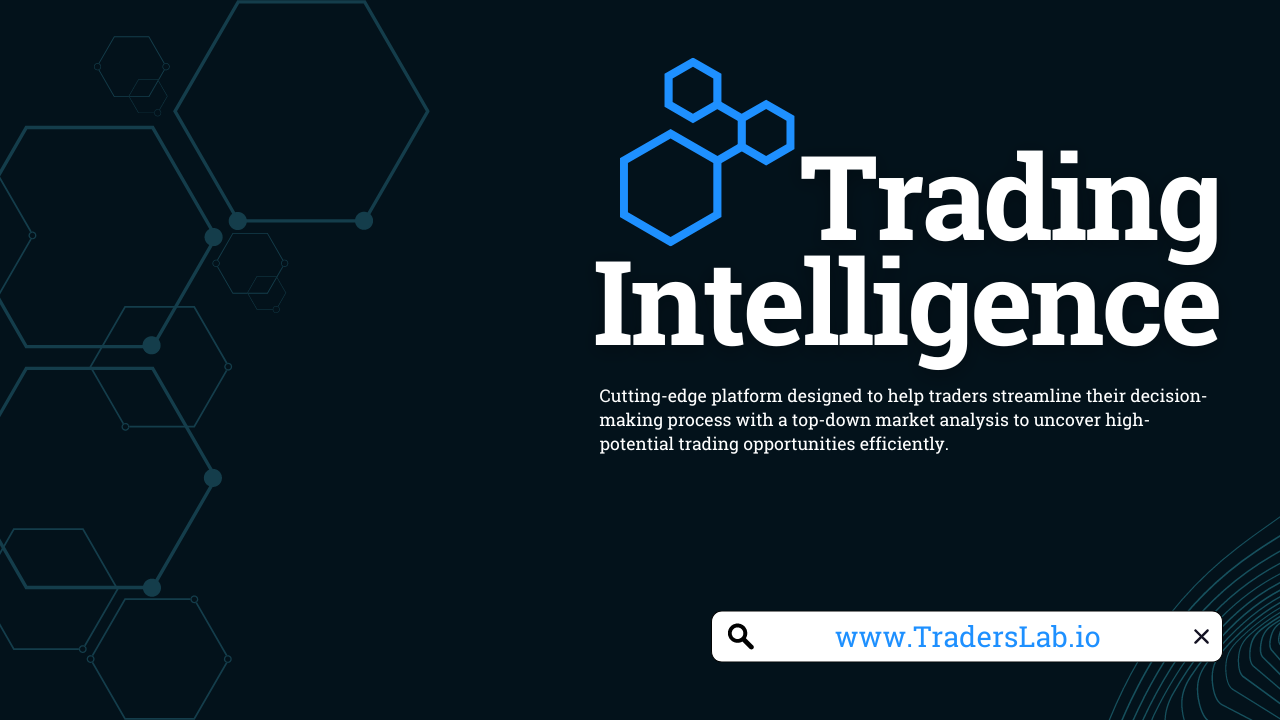 Trading
Intelligence
Cutting-edge platform designed to help traders streamline their decision-
making process with a top-down market analysis to uncover high-
potential trading opportunities efficiently.
www.TradersLab.io